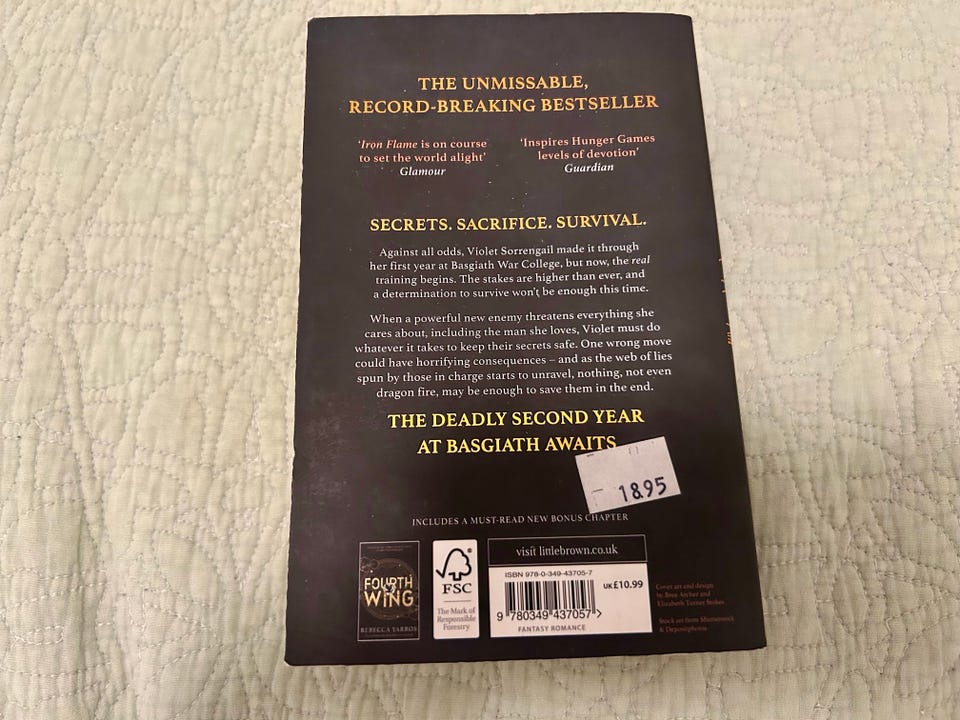 THE UNMISSABLE,
RECORD-BREAKING BESTSELLER
‘Iron Flame is on course
to set the world alight’
Glamour
‘Inspires Hunger Games
levels of devotion’
Guardian
SECRETS. SACRIFICE. SURVIVAL.
Against all odds, Violet Sorrengail made it through
her first year at Basgiath War College, but now, the real
training begins. The stakes are higher than ever, and
a determination to survive won’t be enough this time.
When a powerful new enemy threatens everything she
cares about, including the man she loves, Violet must do
whatever it takes to keep their secrets safe. One wrong move
could have horrifying consequences – and as the web of lies
spun by those in charge starts to unravel, nothing, not even
dragon fire, may be enough to save them in the end.
THE DEADLY SECOND YEAR
AT BASGIATH AWAITS
18.95
INCLUDES A MUST-READ NEW BONUS CHAPTER
FOURTH
WING
REBECCA YARROS
FSC
The Mark of
Responsible
Forestry
visit littlebrown.co.uk
ISBN 978-0-349-43705-7
9 780349 437057 >
FANTASY ROMANCE
UK £10.99
Cover art and design
by Bree Archer and
Elizabeth Turner Stokes
Stock art from Shutterstock
& Depositphotos